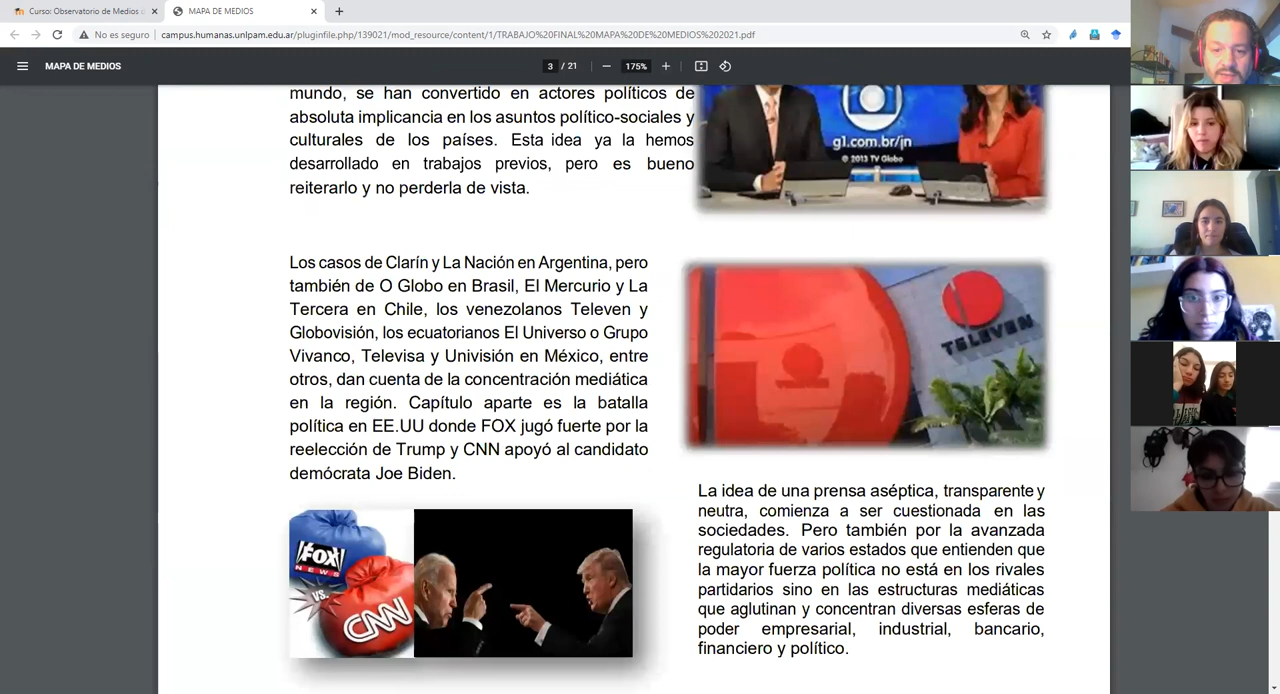 Curso: Observatorio de Medios
MAPA DE MEDIOS
No es seguro
campus.humanas.unlpam.edu.ar/pluginfile.php/139021/mod_resource/content/1/TRABAJO%20FINAL%20MAPA%20DE%20MEDIOS%202021.pdf
MAPA DE MEDIOS
3 / 21
175%
mundo, se han convertido en actores políticos de
absoluta implicancia en los asuntos político-sociales y
culturales de los países. Esta idea ya la hemos
desarrollado en trabajos previos, pero es bueno
reiterarlo y no perderla de vista.
g1.com.br/jn
© 2013 TV Globo
Los casos de Clarín y La Nación en Argentina, pero
también de O Globo en Brasil, El Mercurio y La
Tercera en Chile, los venezolanos Televen y
Globovisión, los ecuatorianos El Universo o Grupo
Vivanco, Televisa y Univisión en México, entre
otros, dan cuenta de la concentración mediática
en la región. Capítulo aparte es la batalla
política en EE.UU donde FOX jugó fuerte por la
reelección de Trump y CNN apoyó al candidato
demócrata Joe Biden.
TELEVEN
FOX
NEWS
VS.
CNN
La idea de una prensa aséptica, transparente y
neutra, comienza a ser cuestionada en las
sociedades. Pero también por la avanzada
regulatoria de varios estados que entienden que
la mayor fuerza política no está en los rivales
partidarios sino en las estructuras mediáticas
que aglutinan y concentran diversas esferas de
poder empresarial, industrial, bancario,
financiero y político.